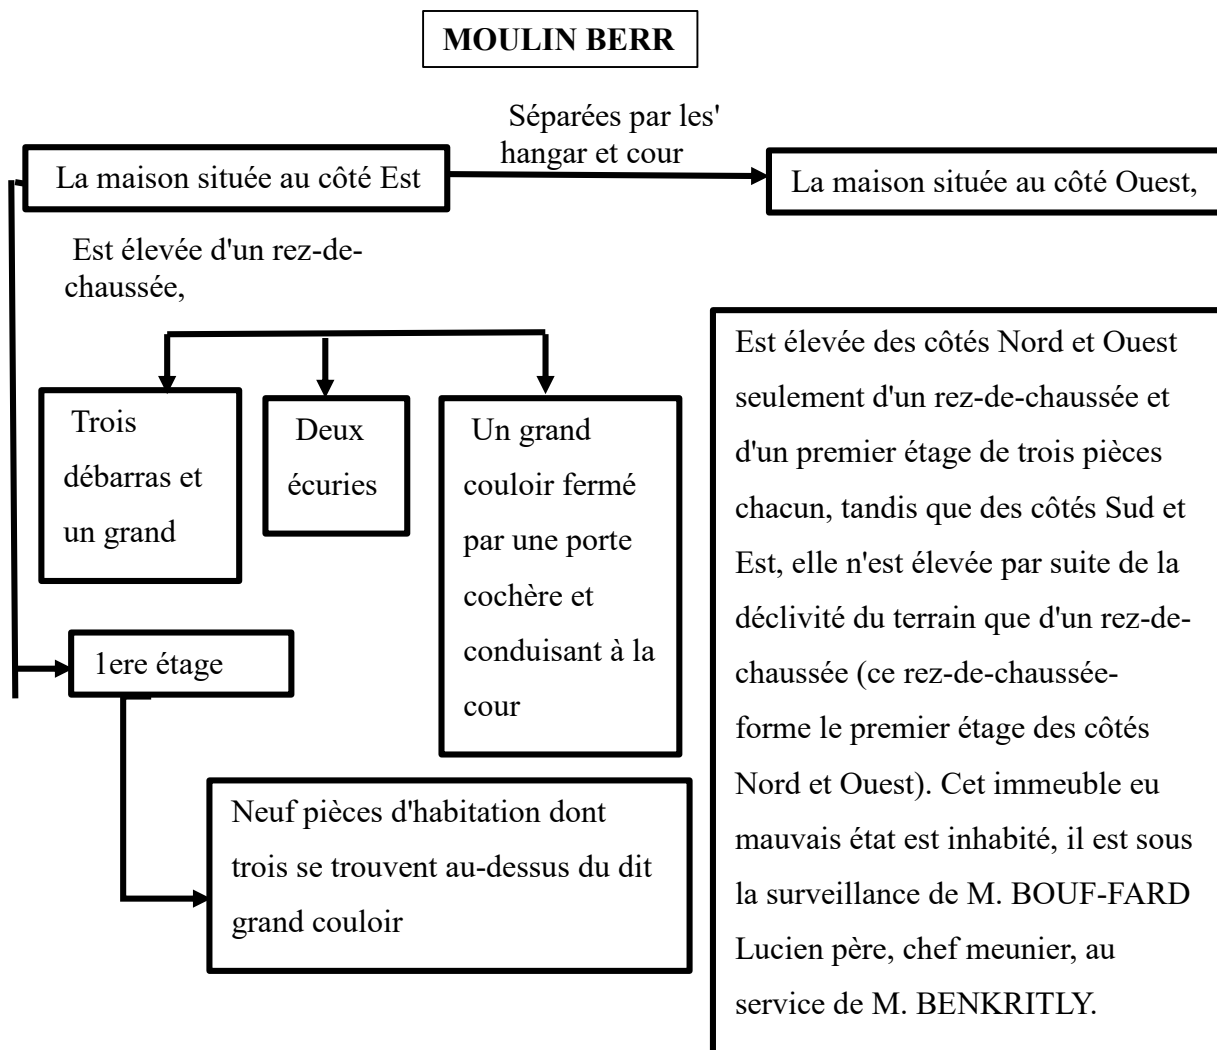 MOULIN BERR
Séparées par les'
hangar et cour
La maison située au côté Est
La maison située au côté Ouest,
Est élevée d'un rez-de-
chaussée,
Trois
débarras et
un grand
Deux
écuries
Un grand
couloir fermé
par une porte
cochère et
conduisant à la
cour
1ere étage
Neuf pièces d'habitation dont
trois se trouvent au-dessus du dit
grand couloir
Est élevée des côtés Nord et Ouest
seulement d'un rez-de-chaussée et
d'un premier étage de trois pièces
chacun, tandis que des côtés Sud et
Est, elle n'est élevée par suite de la
déclivité du terrain que d'un rez-de-
chaussée (ce rez-de-chaussée-
forme le premier étage des côtés
Nord et Ouest). Cet immeuble eu
mauvais état est inhabité, il est sous
la surveillance de M. BOUF-FARD
Lucien père, chef meunier, au
service de M. BENKRITLY.